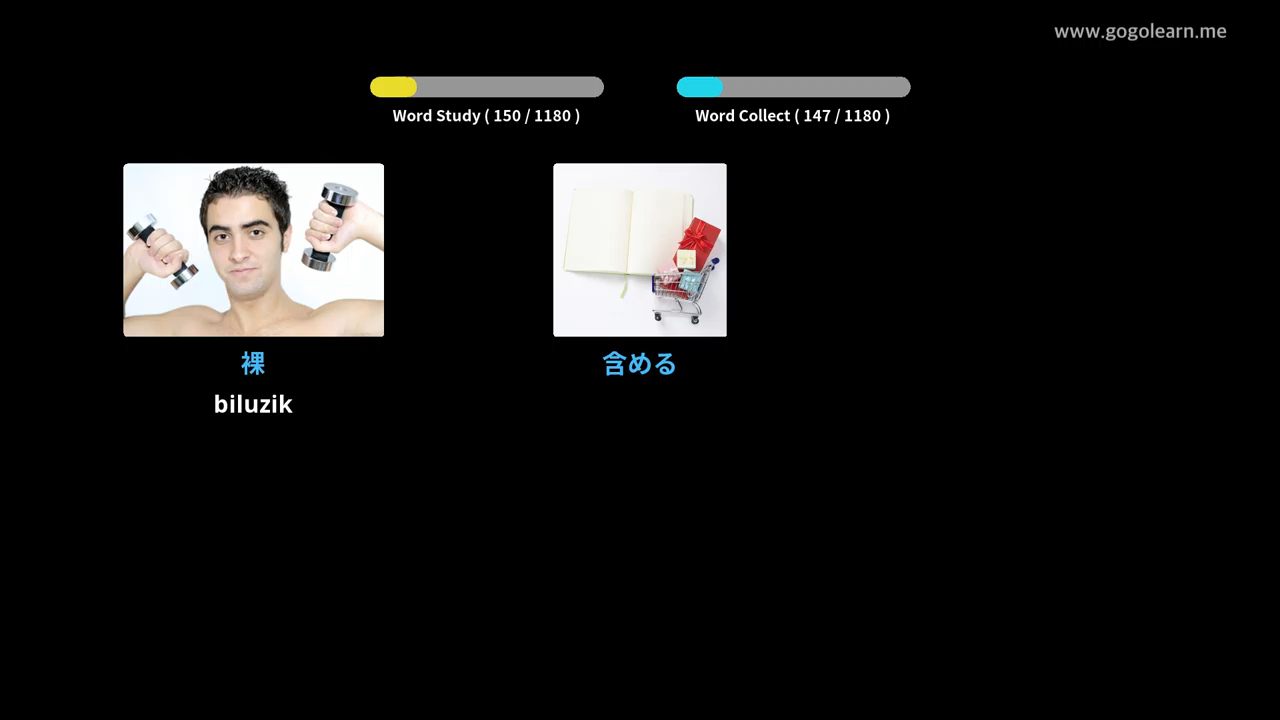 www.gogolearn.me
Word Study ( 150 / 1180 )
Word Collect ( 147 / 1180 )
裸
biluzik
含める